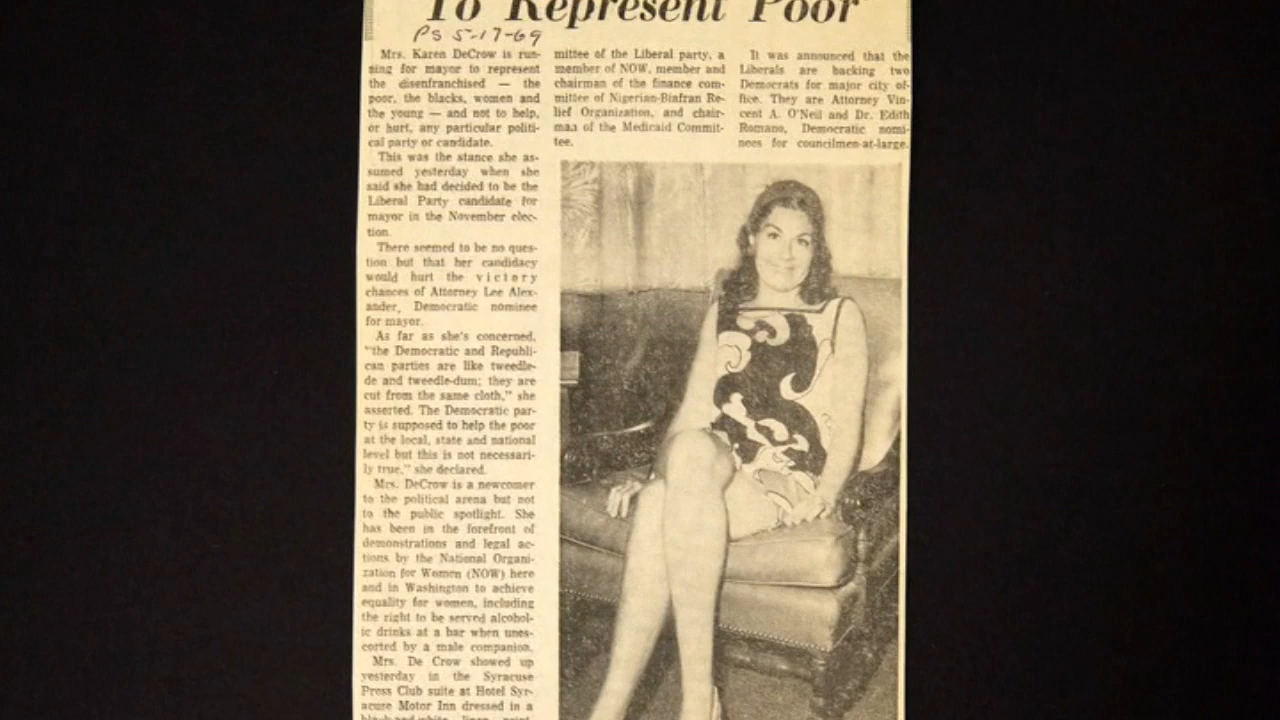 To Represent Poor
PS 5-17-69
Mrs. Karen DeCrow is run-
ning for mayor to represent
the disenfranchised — the
poor, the blacks, women and
the young — and not to help,
or hurt, any particular politi-
cal party or candidate.
This was the stance she as-
sumed yesterday when she
said she had decided to be the
Liberal Party candidate for
mayor in the November elec-
tion.
There seemed to be no ques-
tion but that her candidacy
would hurt the victory
chances of Attorney Lee Alex-
ander, Democratic nominee
for mayor.
As far as she's concerned,
"the Democratic and Republi-
can parties are like tweedle-
de and tweedle-dum; they are
cut from the same cloth," she
asserted. The Democratic par-
ty is supposed to help the poor
at the local, state and national
level but this is not necessari-
ly true," she declared.
Mrs. DeCrow is a newcomer
to the political arena but not
to the public spotlight. She
has been in the forefront of
demonstrations and legal ac-
tions by the National Organi-
zation for Women (NOW) here
and in Washington to achieve
equality for women, including
the right to be served alcohol-
ic drinks at a bar when unes-
corted by a male companion.
Mrs. De Crow showed up
yesterday in the Syracuse
Press Club suite at Hotel Syr-
acuse Motor Inn dressed in a
black-and-white linen print
mittee of the Liberal party, a
member of NOW, member and
chairman of the finance com-
mittee of Nigerian-Biafran Re-
lief Organization, and chair-
man of the Medicaid Commit-
tee.
It was announced that the
Liberals are backing two
Democrats for major city of-
fice. They are Attorney Vin-
cent A. O'Neil and Dr. Edith
Romano, Democratic nomi-
nees for councilmen-at-large.